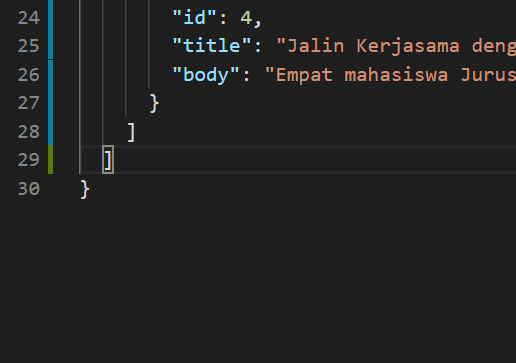 24 "id": 4,
25 "title": "Jalin Kerjasama deng
26 "body": "Empat mahasiswa Jurus
27 }
28 ]
29 ]
30 }